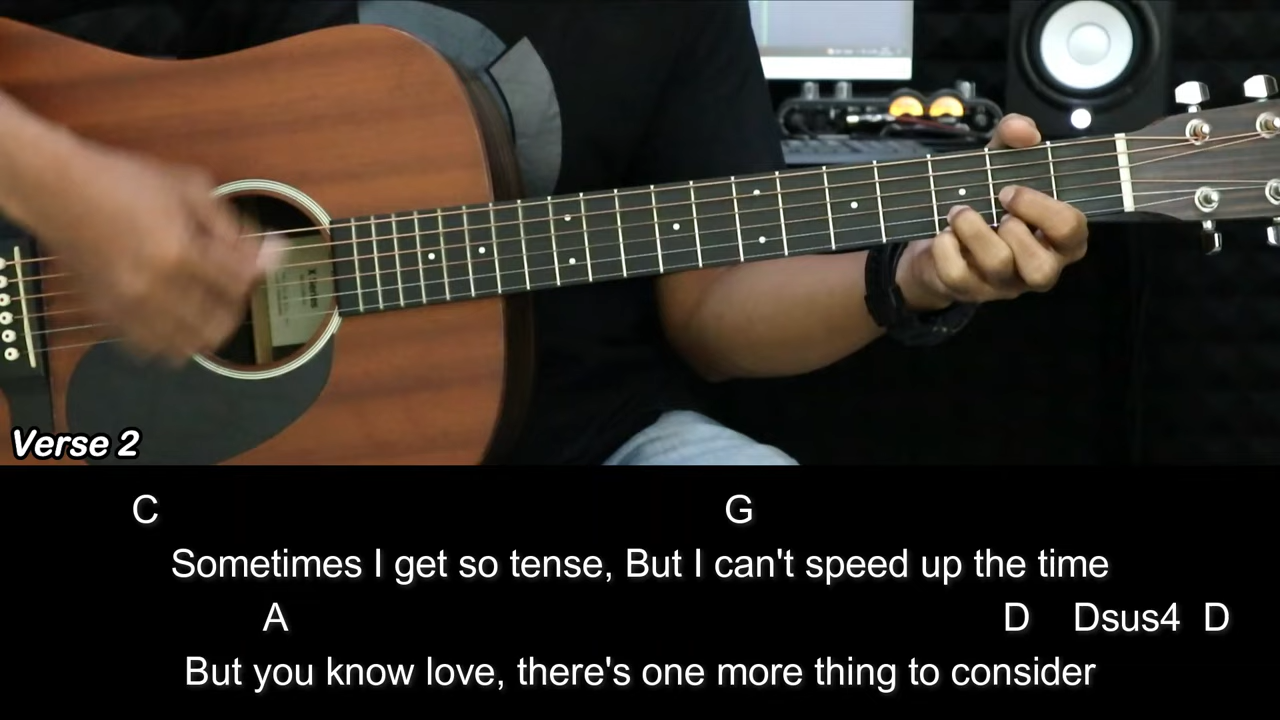 Verse 2
C G
Sometimes I get so tense, But I can't speed up the time
A D Dsus4 D
But you know love, there's one more thing to consider